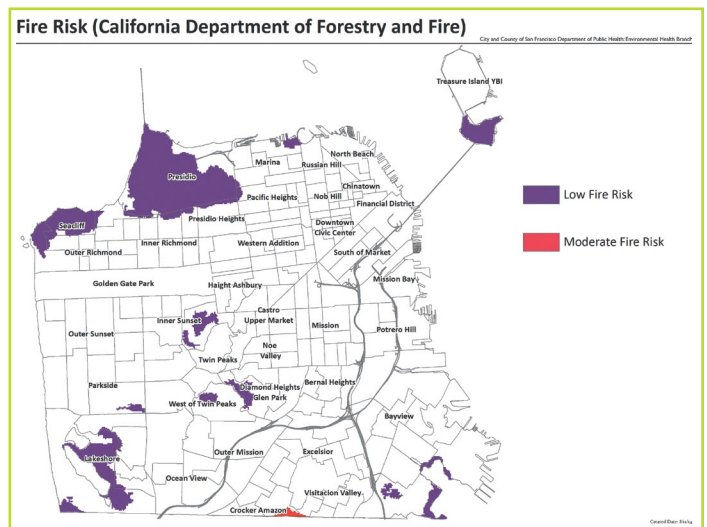 Fire Risk (California Department of Forestry and Fire)
City and County of San Francisco Department of Public Health: Environmental Health Branch
Treasure Island YBI
North Beach
Marina
Russian Hill
Presidio
Chinatown
Pacific Heights
Nob Hill
Financial District
Low Fire Risk
Seacliff
Presidio Heights
Downtown
Civic Center
Inner Richmond
Western Addition
Moderate Fire Risk
Outer Richmond
South of Market
Golden Gate Park
Haight Ashbury
Mission Bay
Castro
Upper Market
Inner Sunset
Mission
Potrero Hill
Outer Sunset
Noe
Valley
Twin Peaks
Parkside
Diamond Heights
Bernal Heights
Glen Park
West of Twin Peaks
Bayview
Outer Mission
Excelsior
Lakeshore
Ocean View
Visitacion Valley
Crocker Amazon